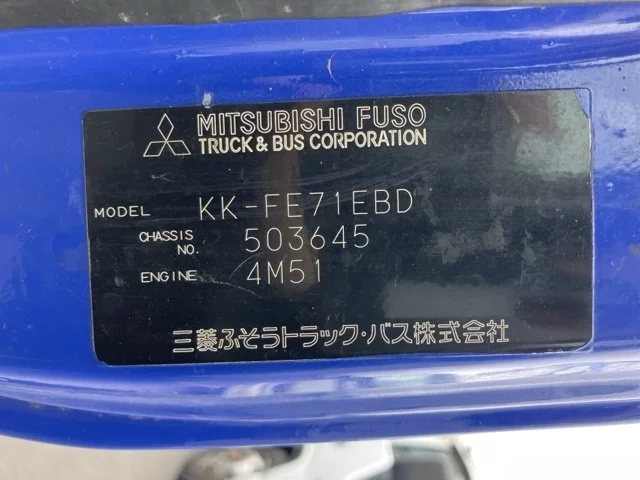 MITSUBISHI FUSO
TRUCK & BUS CORPORATION
MODEL KK-FE71EBD
CHASSIS NO. 503645
ENGINE 4M51
三菱ふそうトラック・バス株式会社